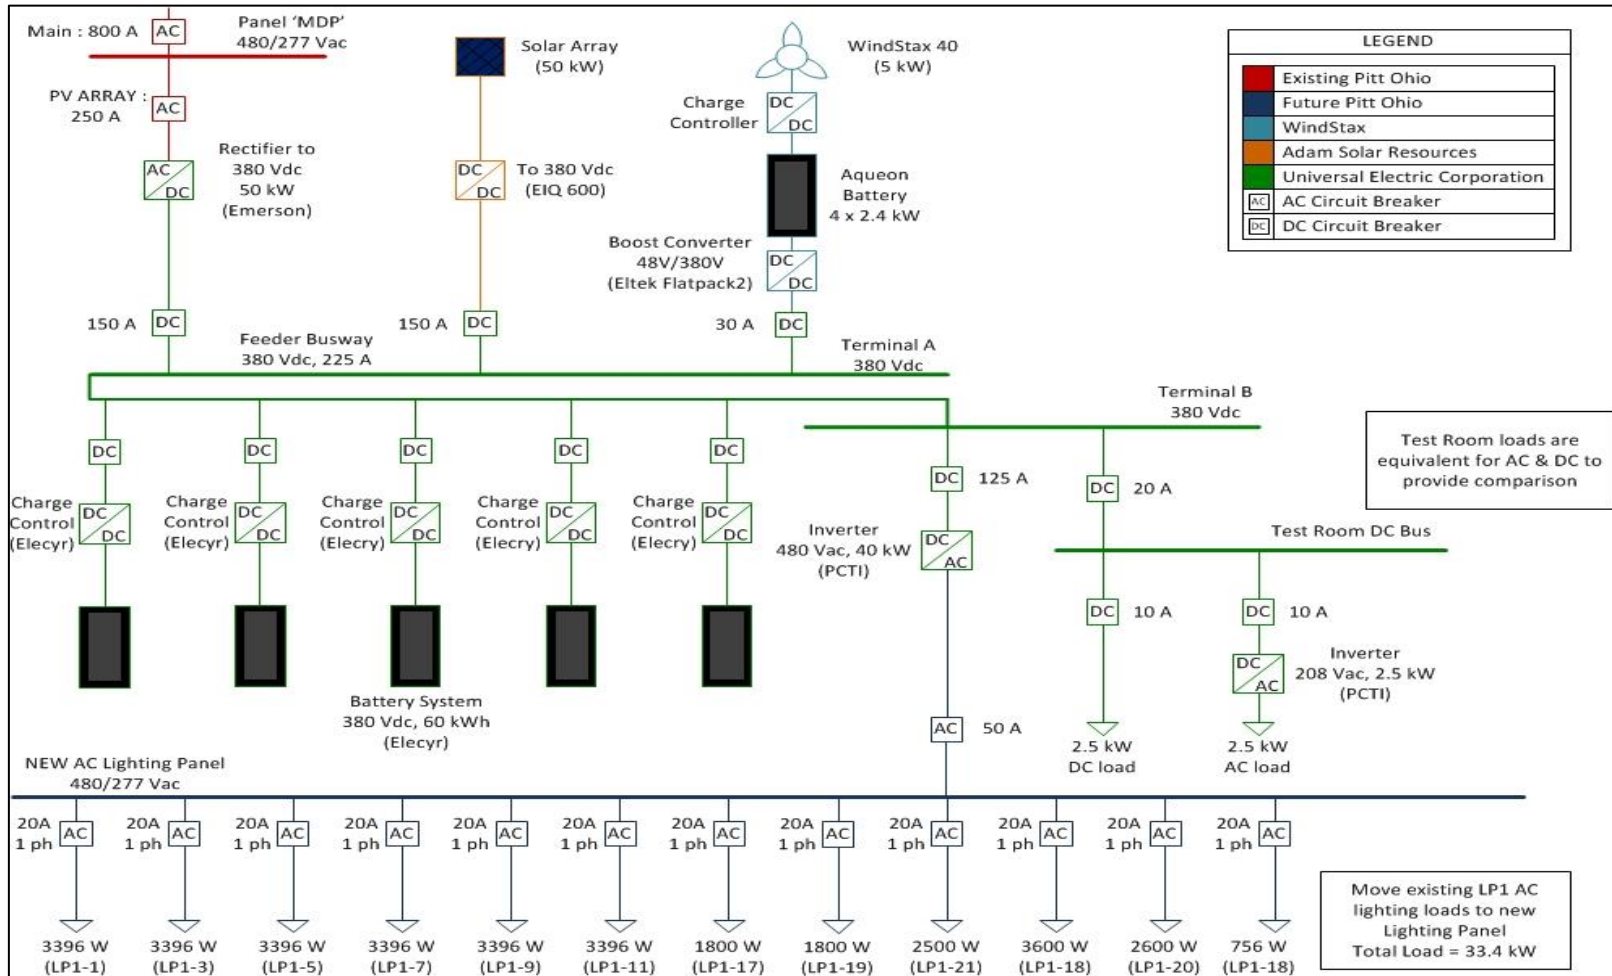 Main : 800 A
AC
Panel ‘MDP’
480/277 Vac
PV ARRAY :
250 A
AC
AC
DC
Rectifier to
380 Vdc
50 kW
(Emerson)
150 A
DC
Solar Array
(50 kW)
DC
DC
To 380 Vdc
(EIQ 600)
150 A
DC
WindStax 40
(5 kW)
Charge
Controller
DC
DC
Aqueon
Battery
4 x 2.4 kW
Boost Converter
48V/380V
(Eltek Flatpack2)
DC
DC
30 A
DC
LEGEND
Existing Pitt Ohio
Future Pitt Ohio
WindStax
Adam Solar Resources
Universal Electric Corporation
AC
AC Circuit Breaker
DC
DC Circuit Breaker
Feeder Busway
380 Vdc, 225 A
Terminal A
380 Vdc
Terminal B
380 Vdc
Test Room loads are
equivalent for AC & DC to
provide comparison
DC
Charge
Control
(Elecyr)
DC
DC
DC
Charge
Control
(Elecyr)
DC
DC
DC
Charge
Control
(Elecry)
DC
DC
DC
Charge
Control
(Elecry)
DC
DC
DC
Charge
Control
(Elecry)
DC
DC
Battery System
380 Vdc, 60 kWh
(Elecyr)
DC
125 A
Inverter
480 Vac, 40 kW
(PCTI)
DC
AC
AC
50 A
DC
20 A
Test Room DC Bus
DC
10 A
2.5 kW
DC load
DC
10 A
Inverter
208 Vac, 2.5 kW
(PCTI)
DC
AC
2.5 kW
AC load
NEW AC Lighting Panel
480/277 Vac
20A
1 ph
AC
3396 W
(LP1-1)
20A
1 ph
AC
3396 W
(LP1-3)
20A
1 ph
AC
3396 W
(LP1-5)
20A
1 ph
AC
3396 W
(LP1-7)
20A
1 ph
AC
3396 W
(LP1-9)
20A
1 ph
AC
3396 W
(LP1-11)
20A
1 ph
AC
1800 W
(LP1-17)
20A
1 ph
AC
1800 W
(LP1-19)
20A
1 ph
AC
2500 W
(LP1-21)
20A
1 ph
AC
3600 W
(LP1-18)
20A
1 ph
AC
2600 W
(LP1-20)
20A
1 ph
AC
756 W
(LP1-18)
Move existing LP1 AC
lighting loads to new
Lighting Panel
Total Load = 33.4 kW